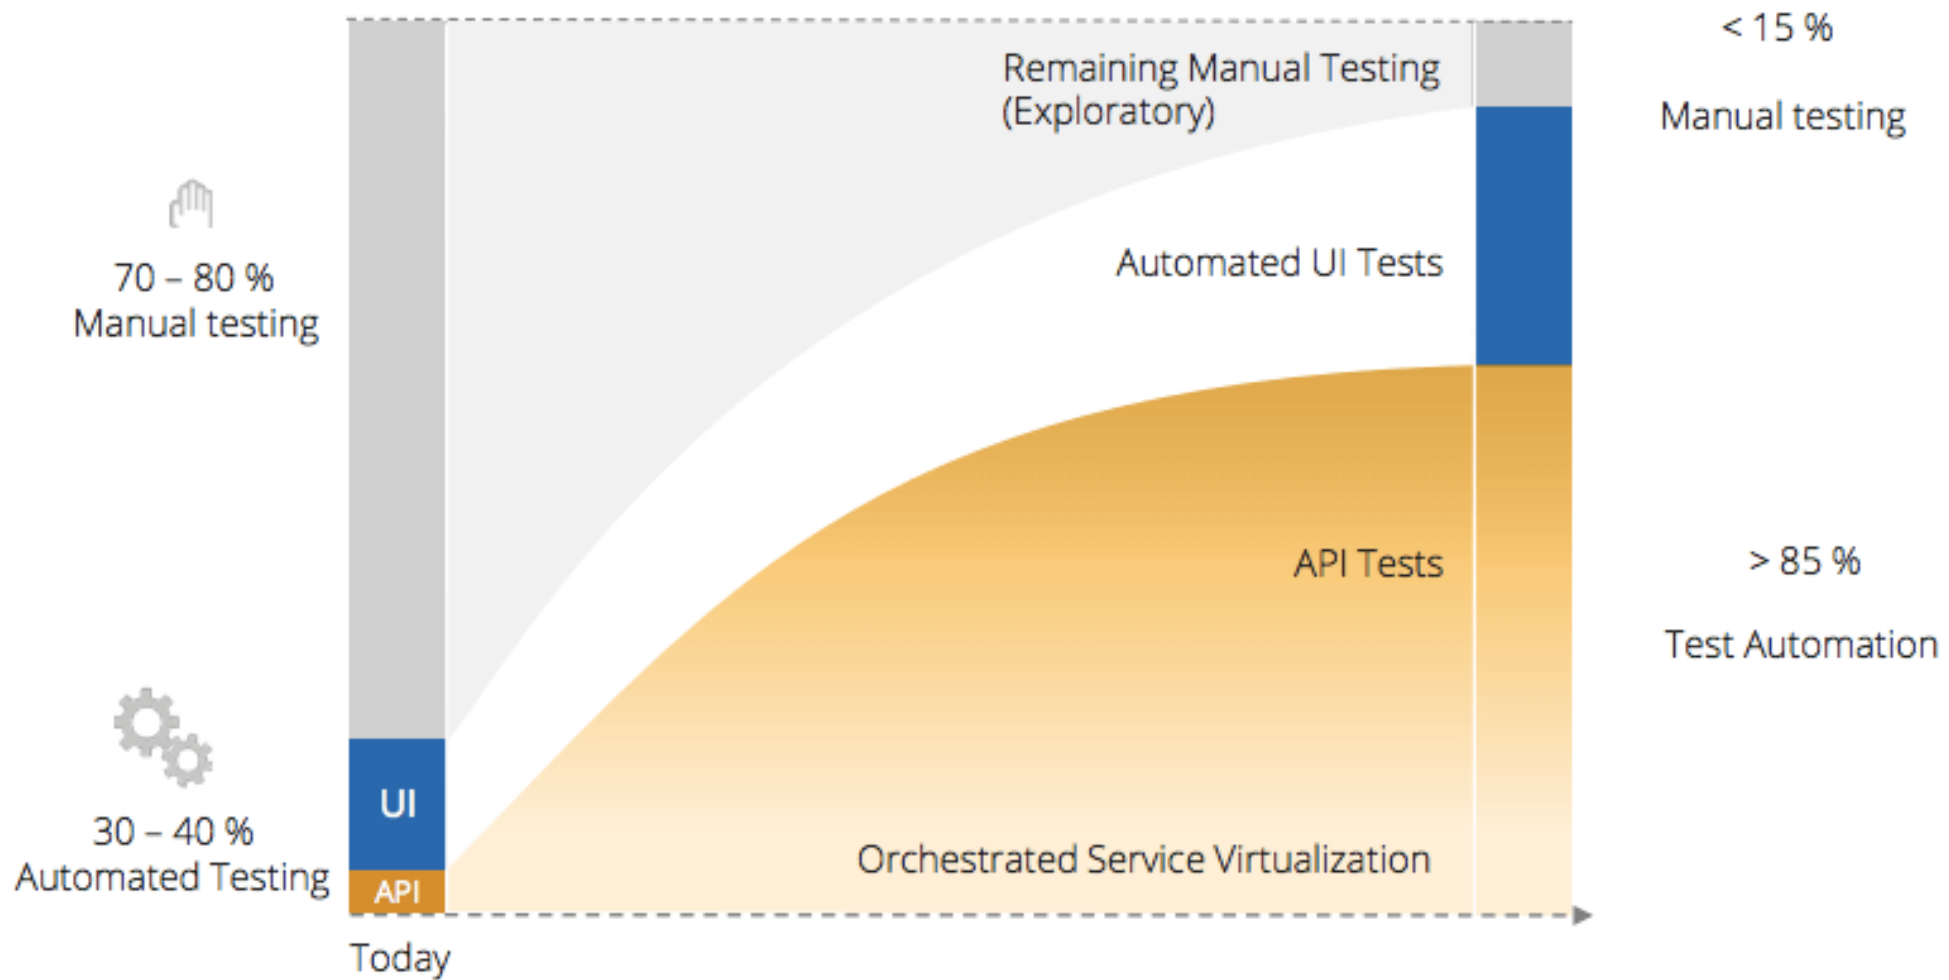 < 15 %
Remaining Manual Testing
(Exploratory)
Manual testing
70 – 80 %
Manual testing
Automated UI Tests
API Tests
> 85 %
Test Automation
UI
30 – 40 %
Automated Testing
API
Orchestrated Service Virtualization
Today